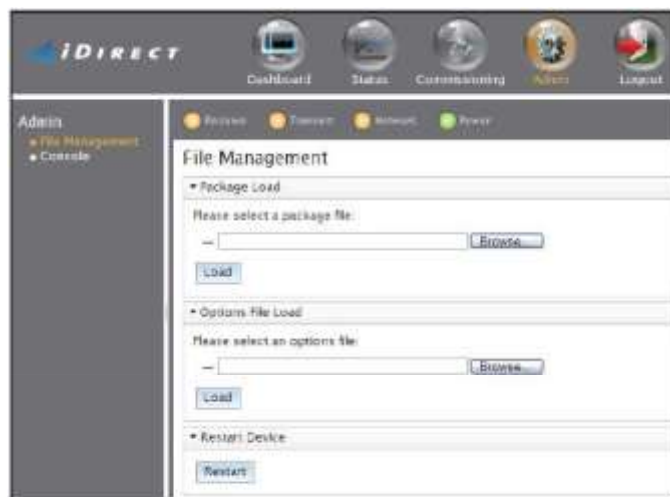 iDIRECT
Dashboard Status Commissioning Admin Logout
Admin
File Management
Console
Receive Transmit Network Power
File Management
Package Load
Please select a package file:
Browse...
Load
Options File Load
Please select an options file:
Browse...
Load
Restart Device
Restart